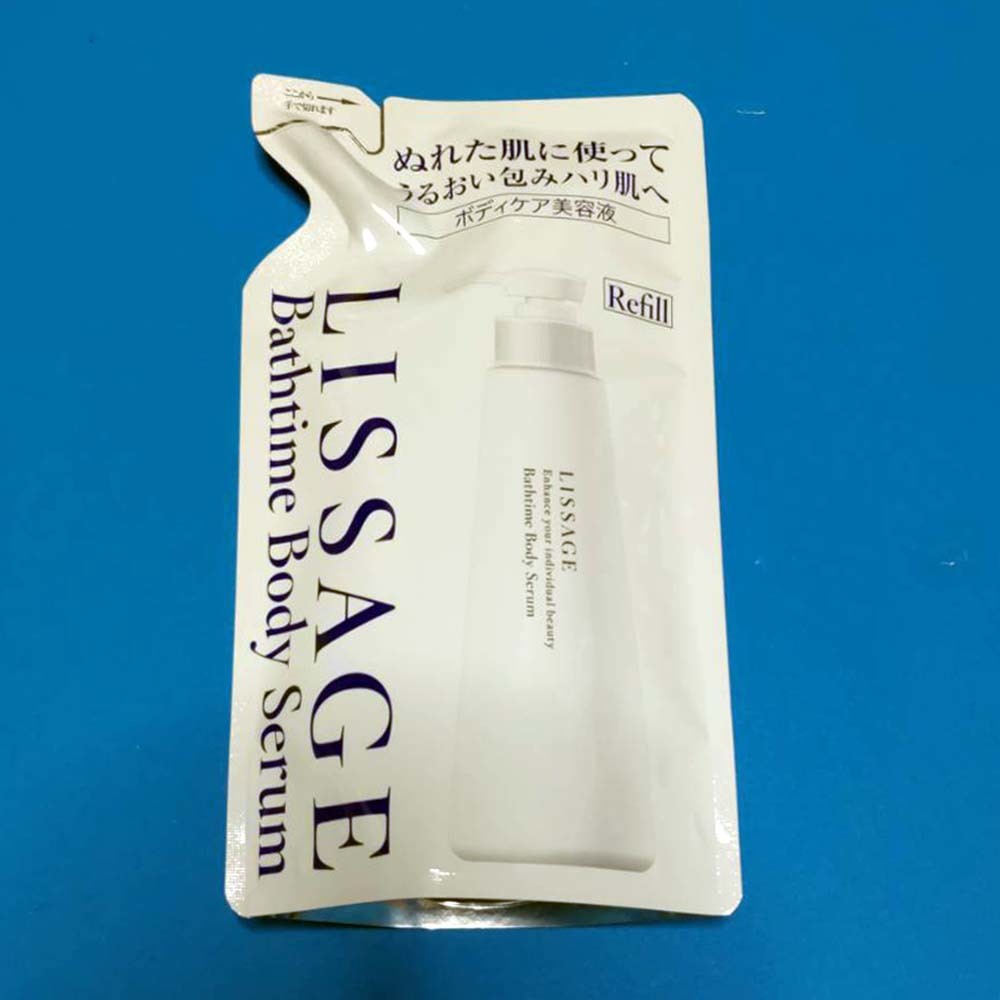 ここから
手で切れます
ぬれた肌に使って
うるおい包みハリ肌へ
ボディケア美容液
Refill
LISSAGE
Bathtime Body Serum
LISSAGE
Enhance your individual beauty
Bathtime Body Serum